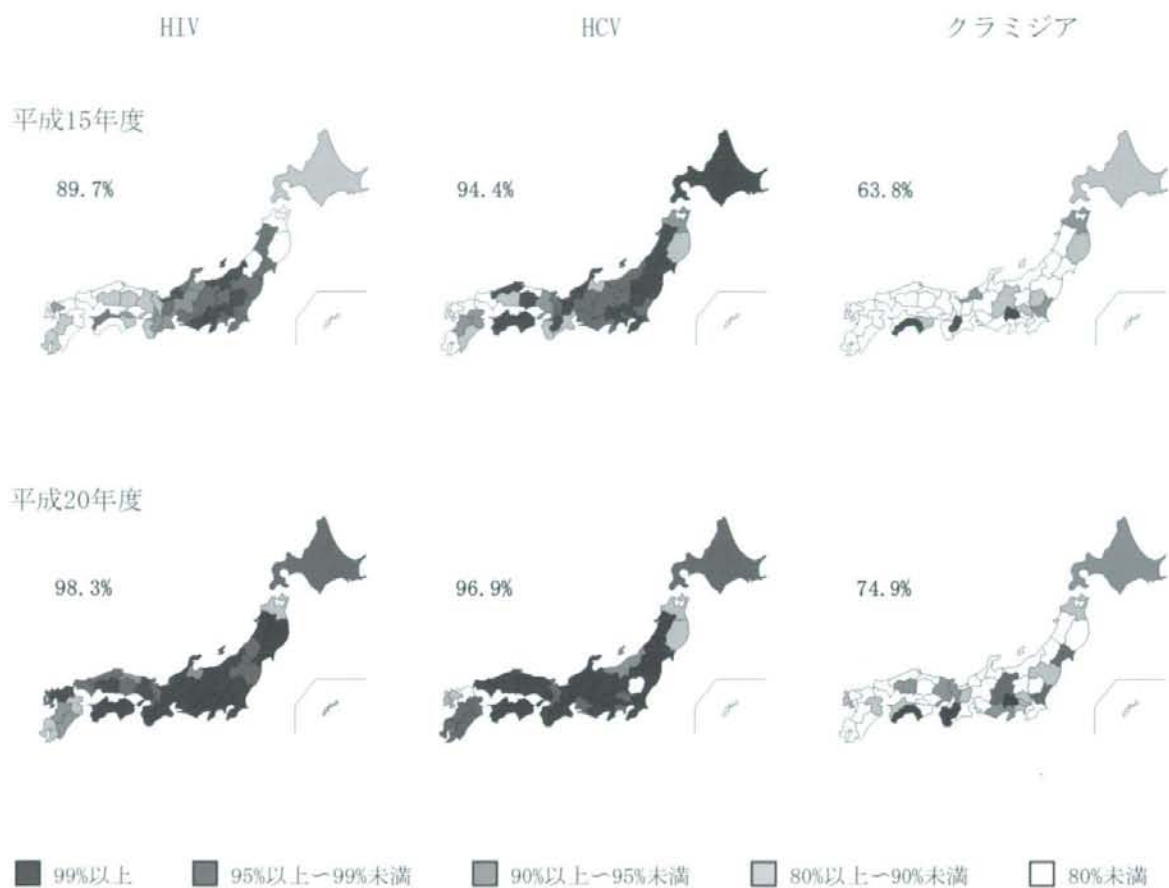 HIV HCV クラミジア
平成15年度
89.7% 94.4% 63.8%
平成20年度
98.3% 96.9% 74.9%
99%以上 95%以上～99%未満 90%以上～95%未満 80%以上～90%未満 80%未満